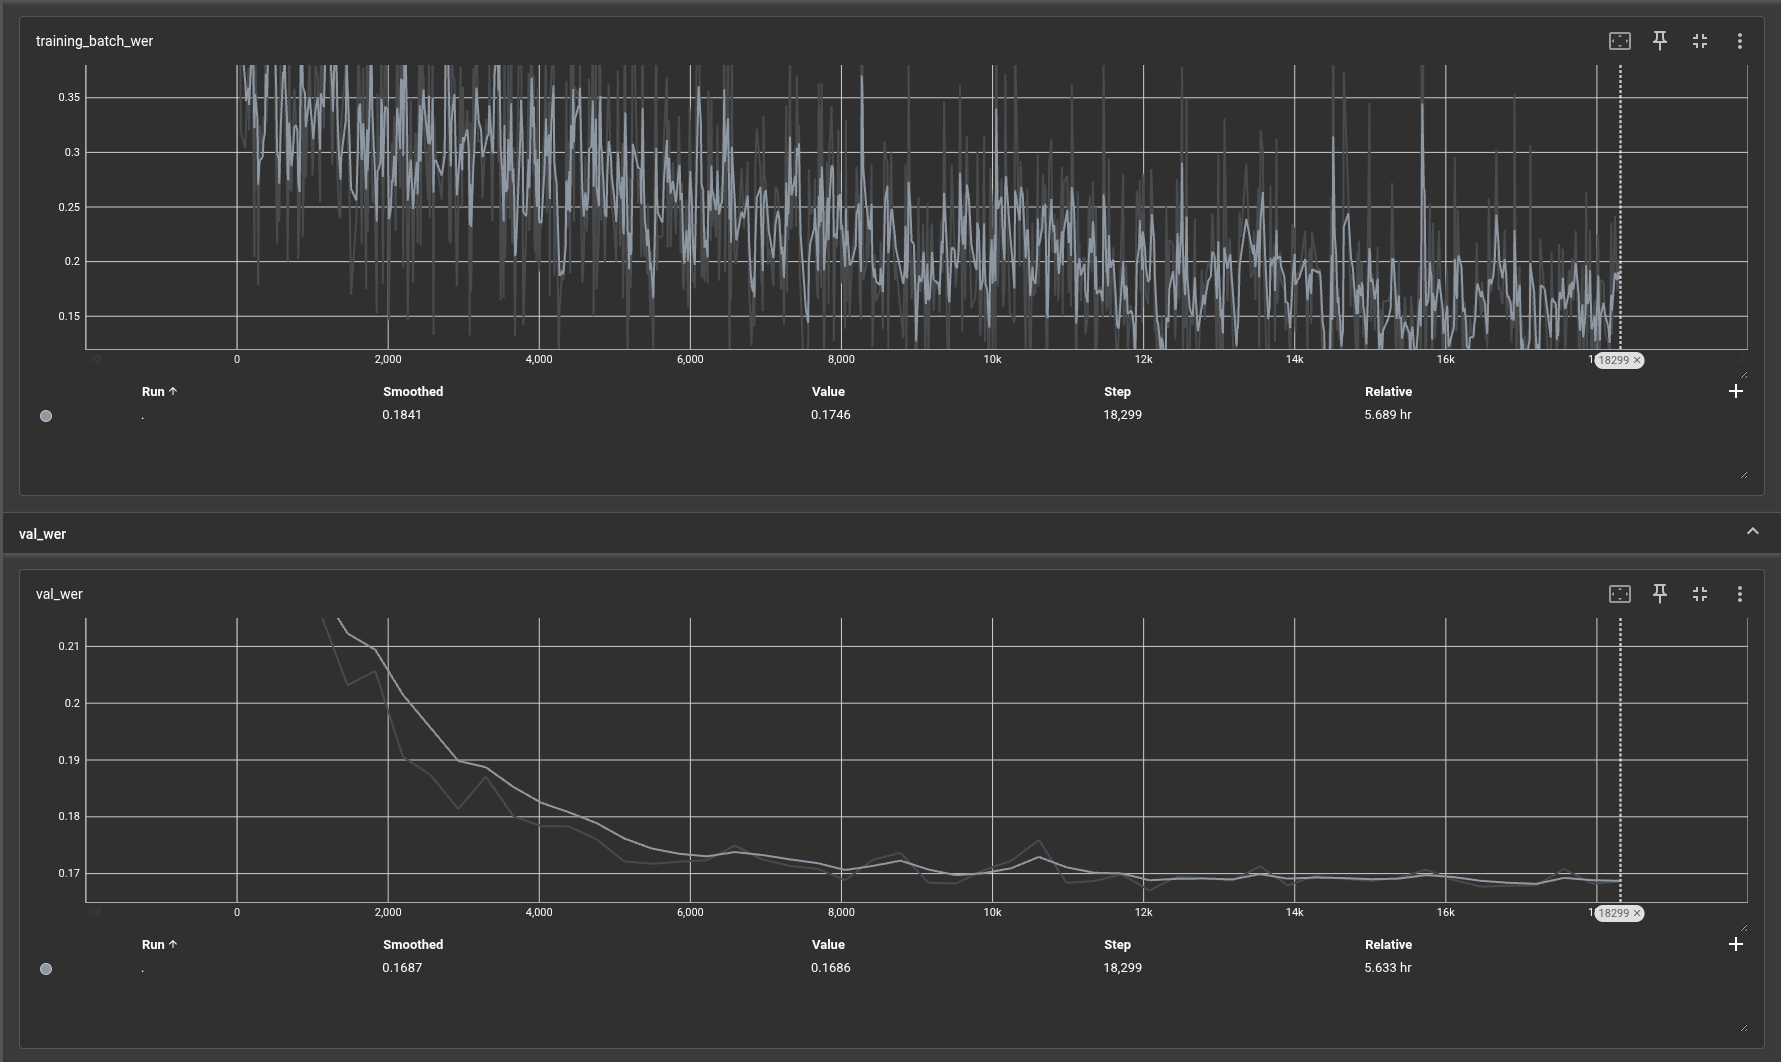 training_batch_wer
0.35
0.3
0.25
0.2
0.15
0 2,000 4,000 6,000 8,000 10k 12k 14k 16k 18299 ×
Run ↑ Smoothed Value Step Relative
. 0.1841 0.1746 18,299 5.689 hr
val_wer
val_wer
0.21
0.2
0.19
0.18
0.17
0 2,000 4,000 6,000 8,000 10k 12k 14k 16k 18299 ×
Run ↑ Smoothed Value Step Relative
. 0.1687 0.1686 18,299 5.633 hr